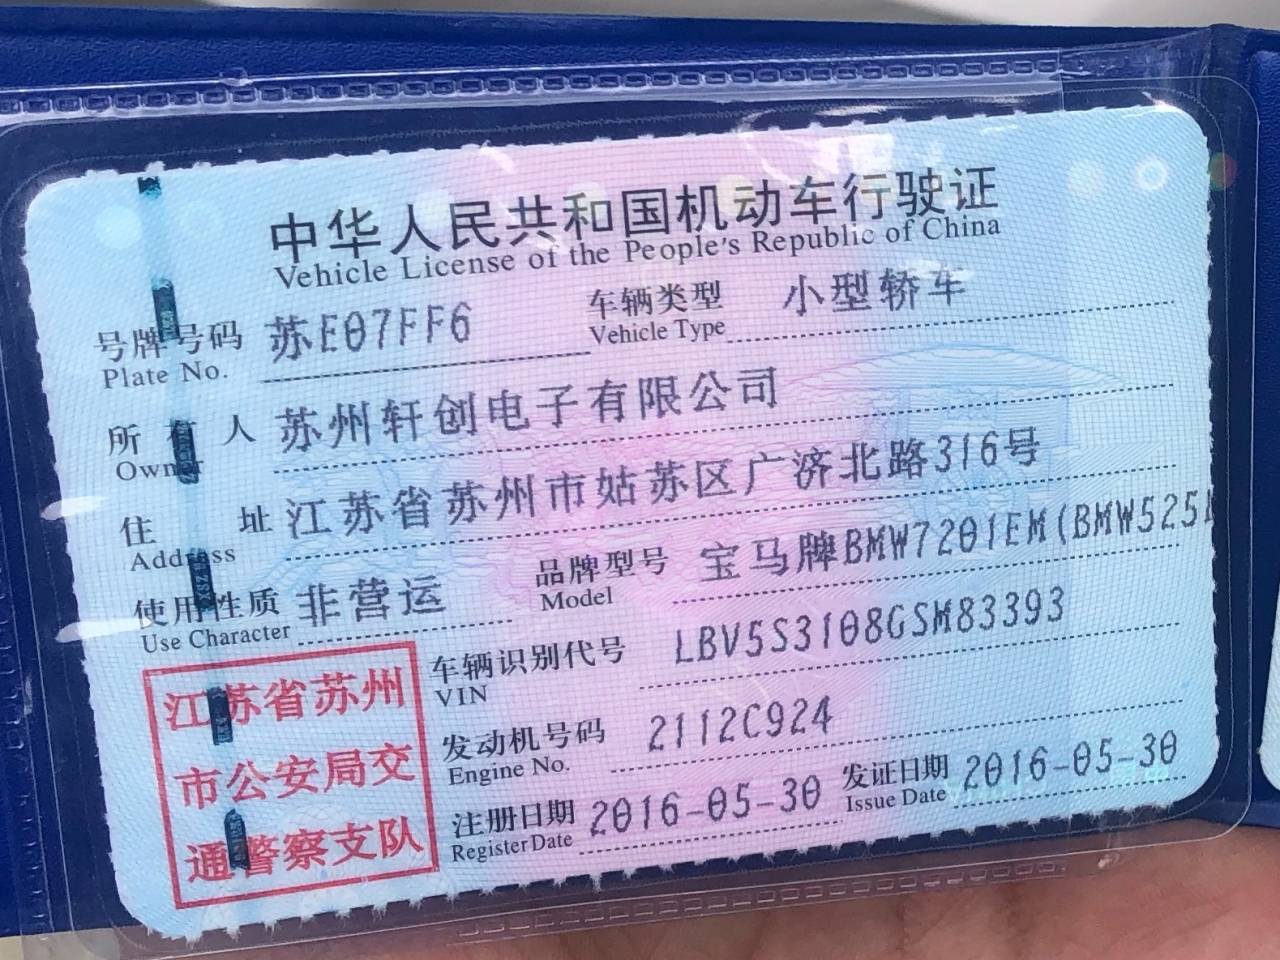 中华人民共和国机动车行驶证
Vehicle License of the People's Republic of China
号牌号码 苏E07FF6 车辆类型 小型轿车
Plate No. Vehicle Type
所有人 苏州轩创电子有限公司
Owner
住址 江苏省苏州市姑苏区广济北路316号
Address
使用性质 非营运 品牌型号 宝马牌BMW7201EM(BMW525L
Use Character Model
江苏省苏州
市公安局交
通警察支队
车辆识别代号 LBV5S3108GSM83393
VIN
发动机号码 2112C924
Engine No.
注册日期 2016-05-30 发证日期 2016-05-30
Register Date Issue Date